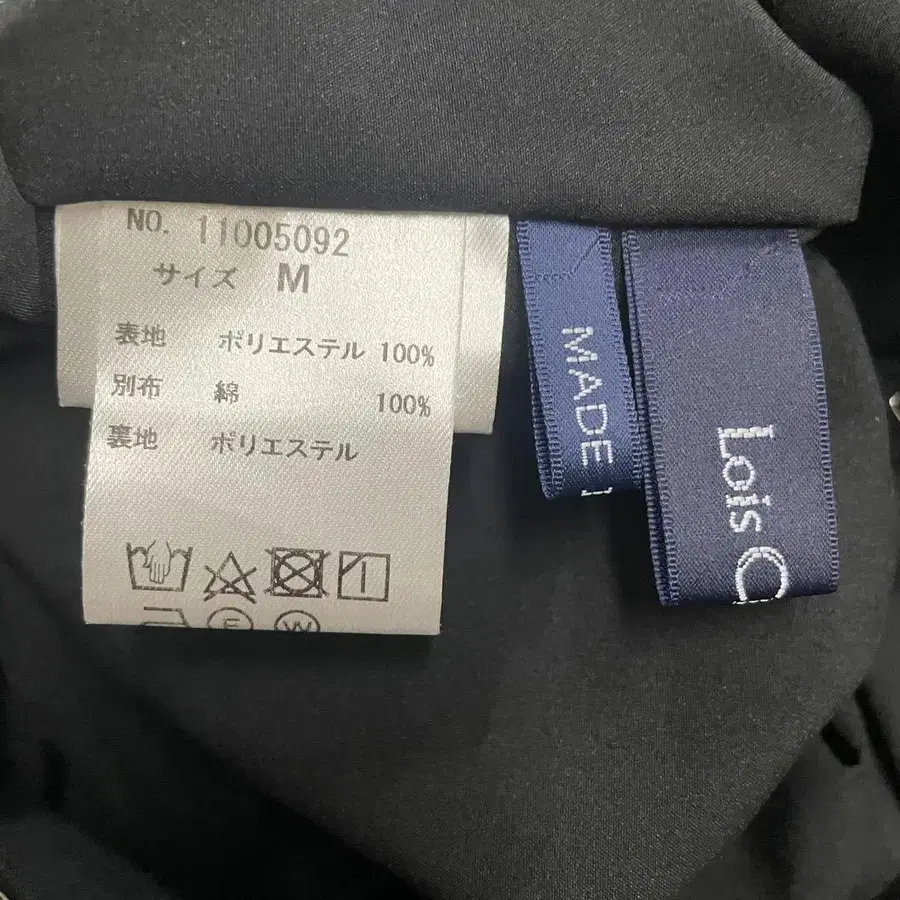 NO. 11005092
サイズ M
表地 ポリエステル 100%
別布 綿 100%
裏地 ポリエステル
MADE
Lois